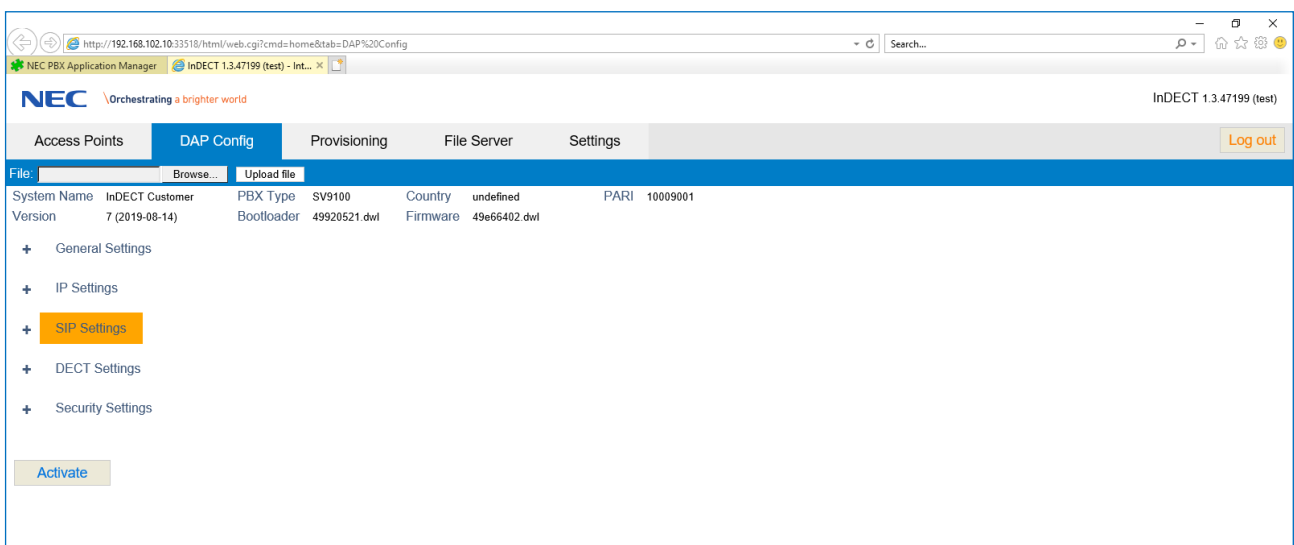 http://192.168.102.10:33518/html/web.cgi?cmd=home&tab=DAP%20Config
Search...
NEC PBX Application Manager
InDECT 1.3.47199 (test) - Int...
NEC \Orchestrating a brighter world
InDECT 1.3.47199 (test)
Access Points DAP Config Provisioning File Server Settings Log out
File: Browse... Upload file
System Name InDECT Customer PBX Type SV9100 Country undefined PARI 10009001
Version 7 (2019-08-14) Bootloader 49920521.dwl Firmware 49e66402.dwl
+ General Settings
+ IP Settings
+ SIP Settings
+ DECT Settings
+ Security Settings
Activate